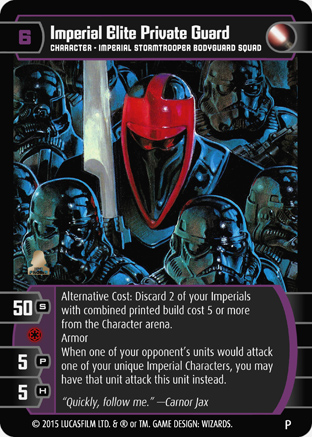 6
Imperial Elite Private Guard
CHARACTER - IMPERIAL STORMTROOPER BODYGUARD SQUAD
50 S
Alternative Cost: Discard 2 of your Imperials
with combined printed build cost 5 or more
from the Character arena.
Armor
5 P
When one of your opponent's units would attack
one of your unique Imperial Characters, you may
have that unit attack this unit instead.
5 H
"Quickly, follow me." —Carnor Jax
© 2015 LUCASFILM LTD. & ® or TM. GAME DESIGN: WIZARDS.
P